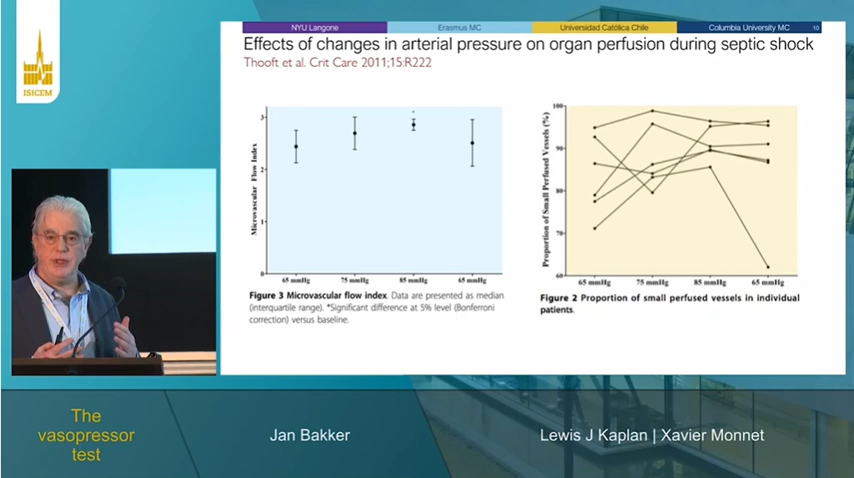 ISICEM
NYU Langone
Erasmus MC
Universidad Católica Chile
Columbia University MC
10
Effects of changes in arterial pressure on organ perfusion during septic shock
Thooft et al. Crit Care 2011;15:R222
Microvascular Flow Index
3
2
1
0
*
65 mmHg
75 mmHg
85 mmHg
65 mmHg
Figure 3 Microvascular flow index. Data are presented as median
(interquartile range). *Significant difference at 5% level (Bonferroni
correction) versus baseline.
Proportion of Small Perfused Vessels (%)
100
90
80
70
60
65 mmHg
75 mmHg
85 mmHg
65 mmHg
Figure 2 Proportion of small perfused vessels in individual
patients.
The
vasopressor
test
Jan Bakker
Lewis J Kaplan | Xavier Monnet